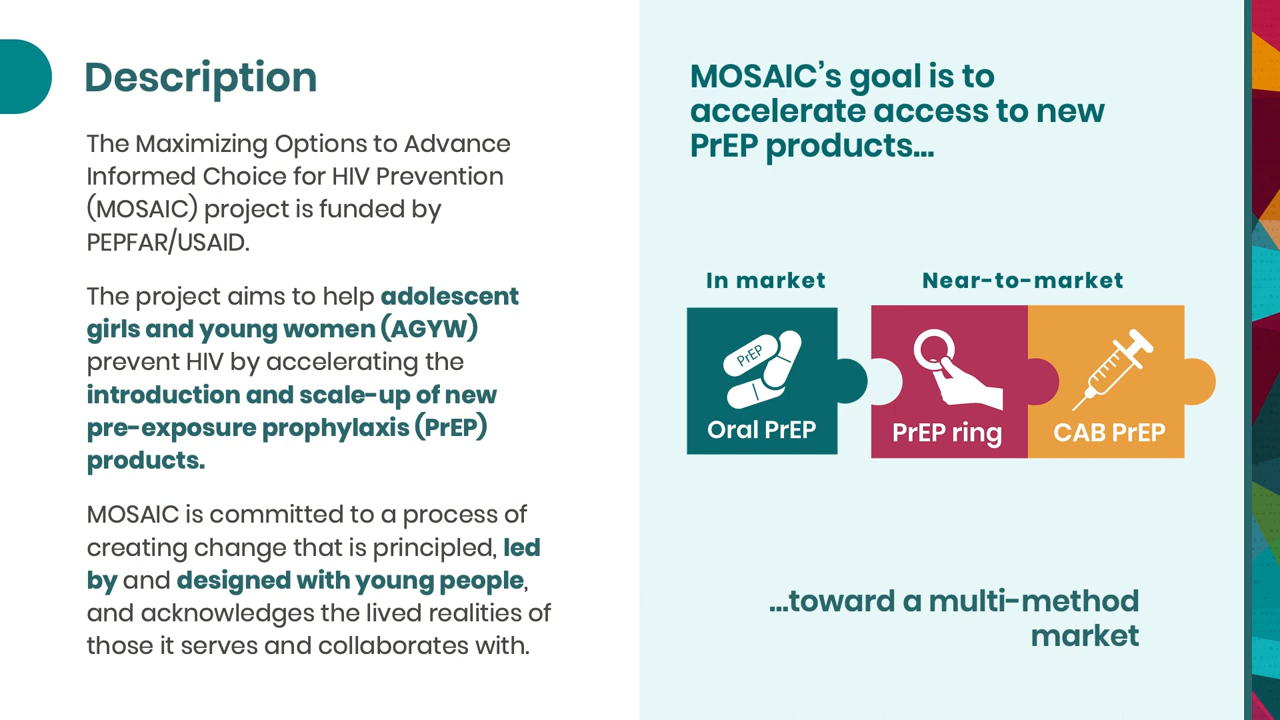 Description
The Maximizing Options to Advance
Informed Choice for HIV Prevention
(MOSAIC) project is funded by
PEPFAR/USAID.
The project aims to help adolescent
girls and young women (AGYW)
prevent HIV by accelerating the
introduction and scale-up of new
pre-exposure prophylaxis (PrEP)
products.
MOSAIC is committed to a process of
creating change that is principled, led
by and designed with young people,
and acknowledges the lived realities of
those it serves and collaborates with.
MOSAIC's goal is to
accelerate access to new
PrEP products...
In market
Near-to-market
PrEP
Oral PrEP
PrEP ring
CAB PrEP
...toward a multi-method
market